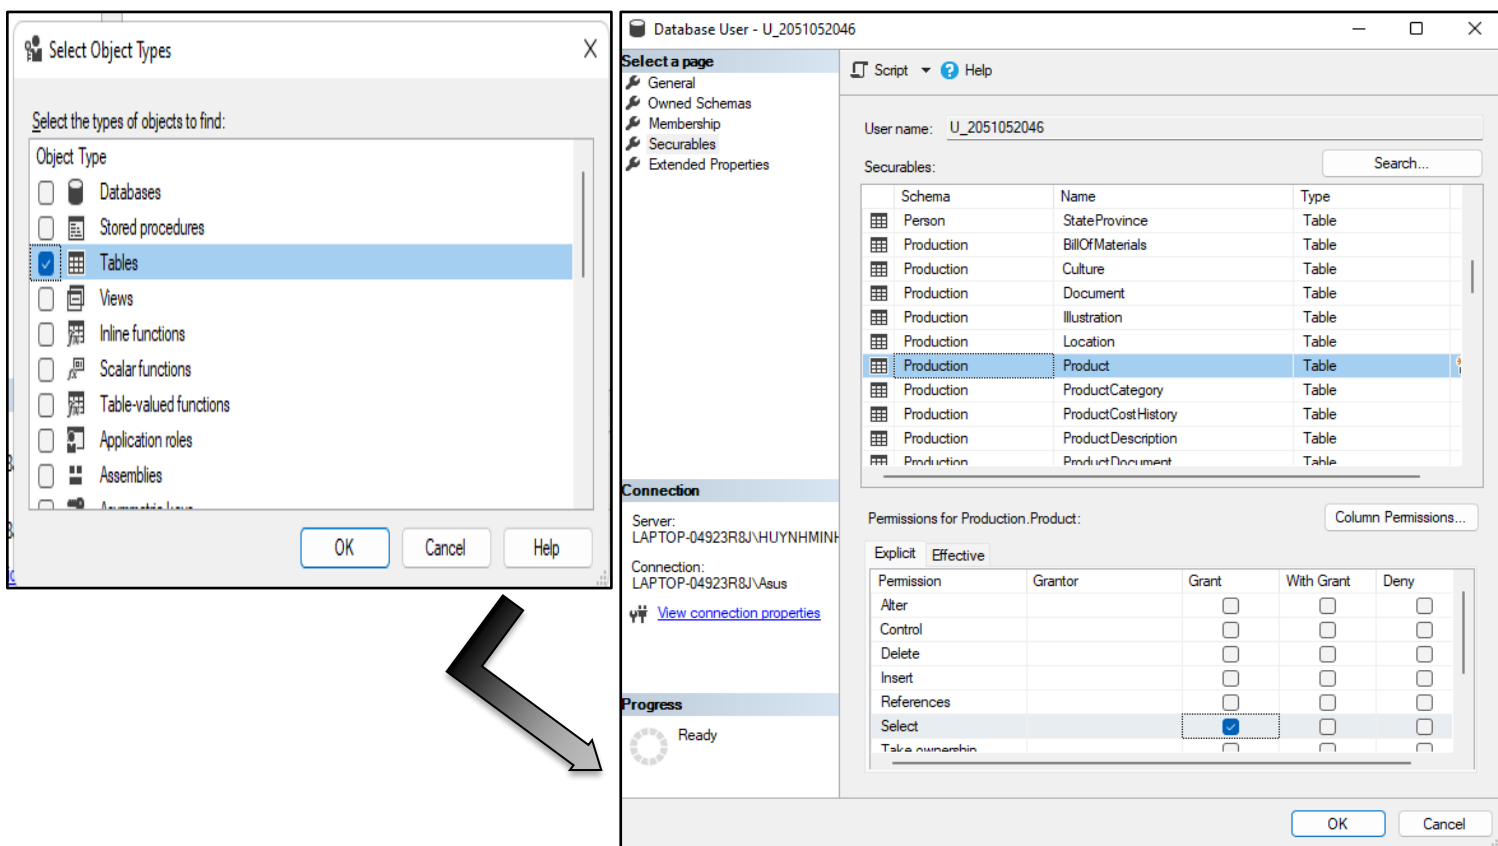 Select Object Types
Select the types of objects to find:
Object Type
Databases
Stored procedures
Tables
Views
Inline functions
Scalar functions
Table-valued functions
Application roles
Assemblies
OK Cancel Help
Database User - U_2051052046
Select a page
General
Owned Schemas
Membership
Securables
Extended Properties
Connection
Server:
LAPTOP-04923R8J\HUYNHMINH
Connection:
LAPTOP-04923R8J\Asus
View connection properties
Progress
Ready
Script Help
User name: U_2051052046
Securables: Search...
Schema Name Type
Person StateProvince Table
Production BillOfMaterials Table
Production Culture Table
Production Document Table
Production Illustration Table
Production Location Table
Production Product Table
Production ProductCategory Table
Production ProductCostHistory Table
Production ProductDescription Table
Production ProductDocument Table
Permissions for Production.Product: Column Permissions...
Explicit Effective
Permission Grantor Grant With Grant Deny
Alter
Control
Delete
Insert
References
Select
Take ownership
OK Cancel